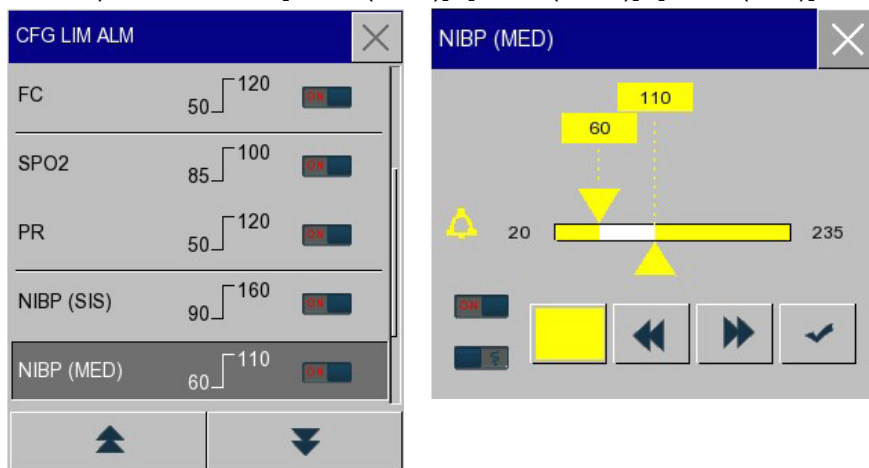 CFG LIM ALM
FC 50 120 ON
SPO2 85 100 ON
PR 50 120 ON
NIBP (SIS) 90 160 ON
NIBP (MED) 60 110 ON
NIBP (MED)
110
60
20 235
ON